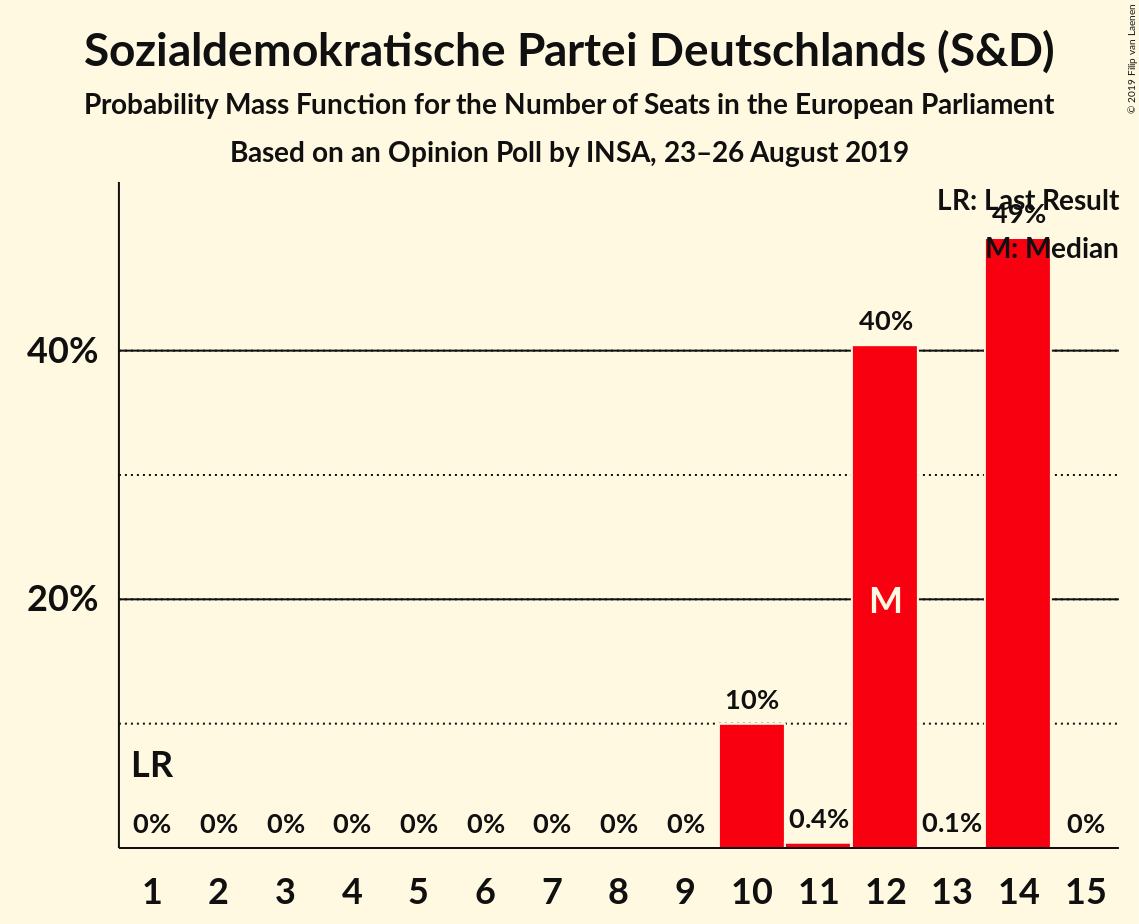 Sozialdemokratische Partei Deutschlands (S&D)
Probability Mass Function for the Number of Seats in the European Parliament
Based on an Opinion Poll by INSA, 23–26 August 2019
© 2019 Filip van Laenen
LR: Last Result
49%
M: Median
40%
40%
20%
M
10%
LR
0% 0% 0% 0% 0% 0% 0% 0% 0% 0.4% 0.1% 0%
1 2 3 4 5 6 7 8 9 10 11 12 13 14 15